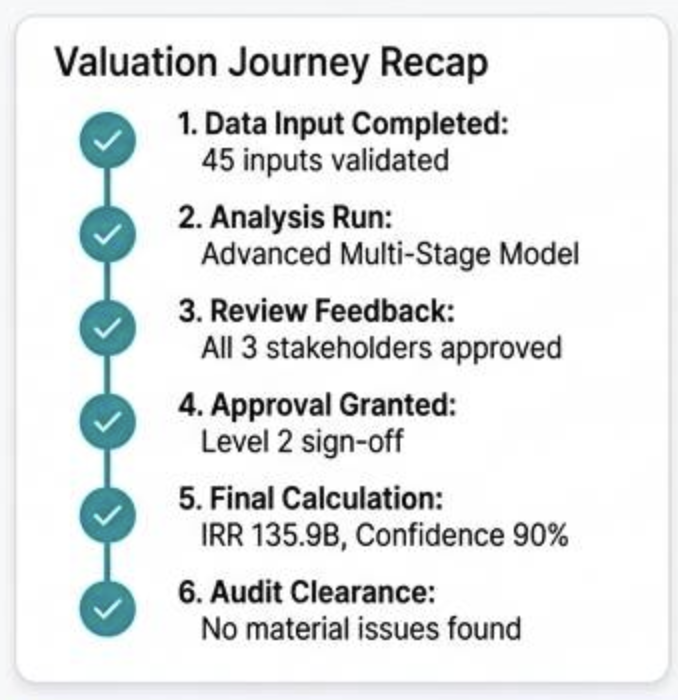 Valuation Journey Recap
1. Data Input Completed:
45 inputs validated
2. Analysis Run:
Advanced Multi-Stage Model
3. Review Feedback:
All 3 stakeholders approved
4. Approval Granted:
Level 2 sign-off
5. Final Calculation:
IRR 135.9B, Confidence 90%
6. Audit Clearance:
No material issues found